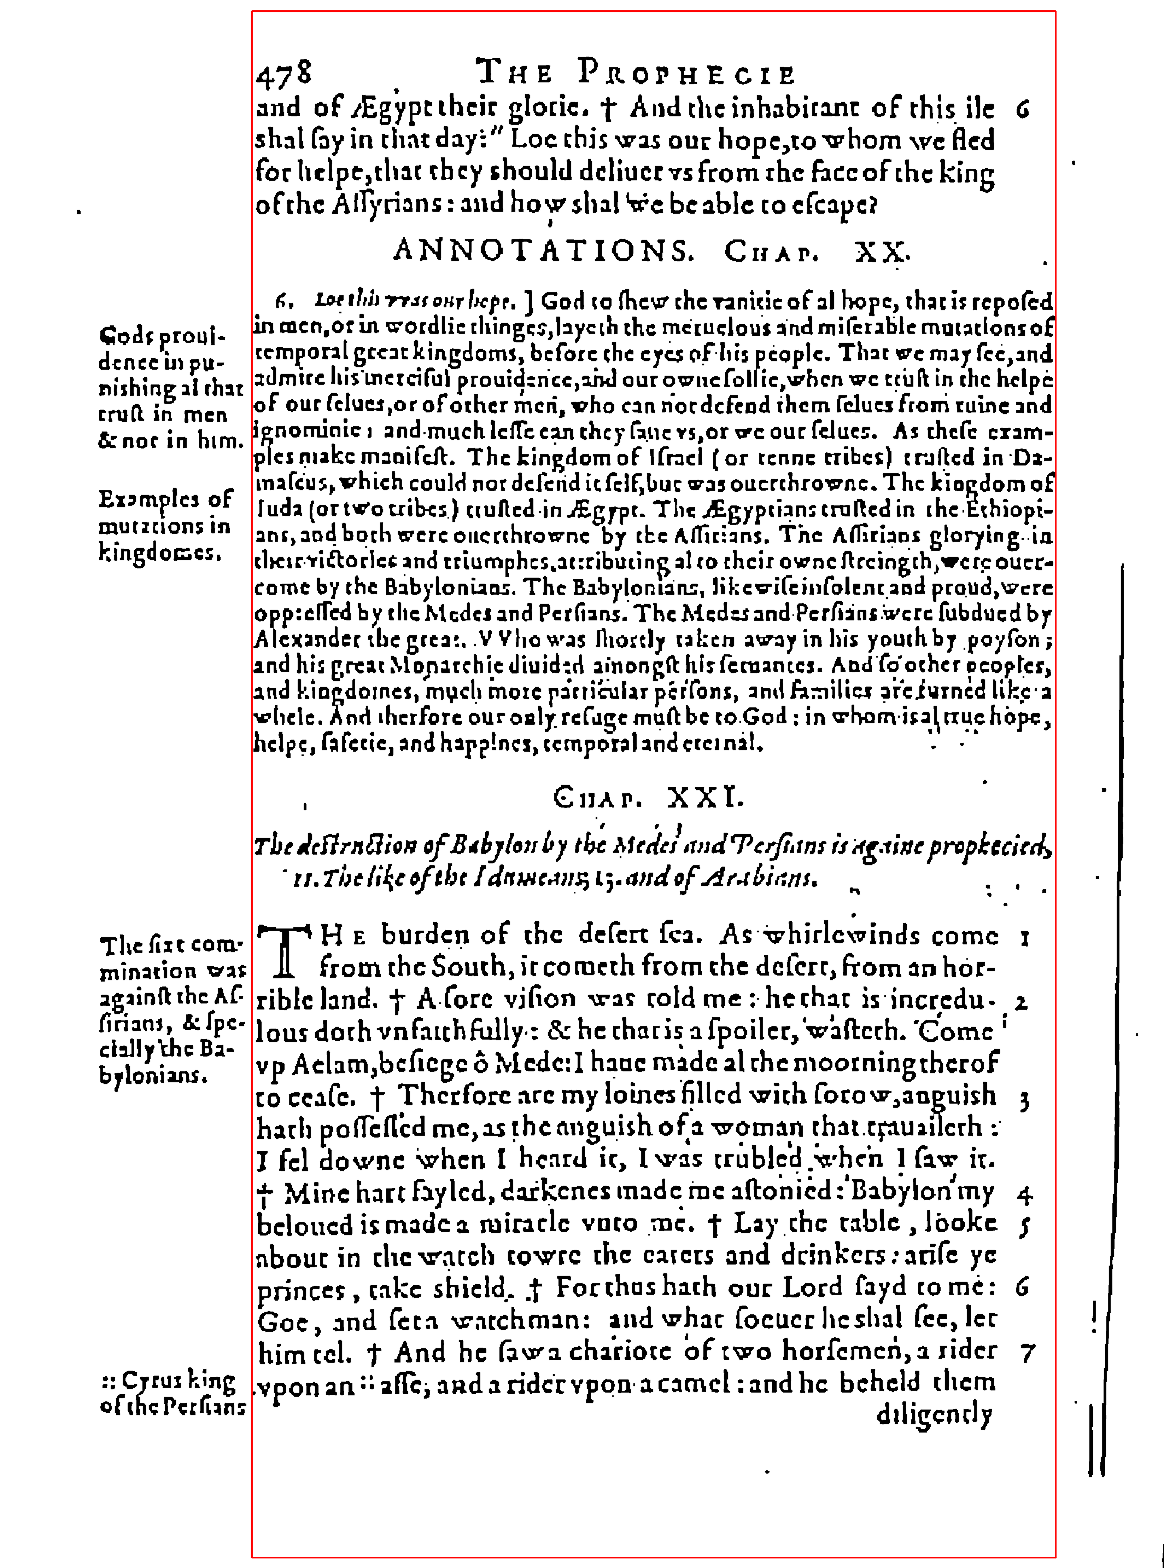 478 THE PROPHECIE
and of Ægypt their glorie. † And the inhabitant of this ile 6
shal ſay in that day:" Loe this was our hope, to whom we fled
for helpe, that they should deliuer vs from the face of the king
of the Aſſyrians: and how shal we be able to eſcape?
ANNOTATIONS. CHAP. XX.
6. Loe this vvas our hope. ] God to ſhew the vanitie of al hope, that is repoſed
in men, or in wordlie thinges, layeth the meruelous and miſerable mutations of
temporal great kingdoms, before the eyes of his people. That we may ſee, and
admire his merciful prouidence, and our owne follie, when we truſt in the helpe
of our ſelues, or of other men, who can not defend them ſelues from ruine and
ignominie; and much leſſe can they ſaue vs, or we our ſelues. As theſe exam-
ples make manifeſt. The kingdom of Iſrael (or tenne tribes) truſted in Da-
maſcus, which could not defend it ſelf, but was ouerthrowne. The kingdom of
Iuda (or two tribes) truſted in Ægypt. The Ægyptians truſted in the Ethiopi-
ans, and both were ouerthrowne by the Aſſirians. The Aſſirians glorying in
their victories and triumphes, attributing al to their owne ſtreingth, were ouer-
come by the Babylonians. The Babylonians, likewiſe inſolent and proud, were
oppreſſed by the Medes and Perſians. The Medes and Perſians were ſubdued by
Alexander the great. VVho was ſhortly taken away in his youth by poyſon;
and his great Monarchie diuided amongſt his ſeruantes. And ſo other peoples,
and kingdomes, much more particular perſons, and families are turned like a
whele. And therfore our only refuge muſt be to God: in whom is al true hope,
helpe, ſafetie, and happines, temporal and eternal.
Gods proui-
dence in pu-
nishing al that
truſt in men
& not in him.
Examples of
mutations in
kingdomes.
CHAP. XXI.
The deſtruction of Babylon by the Medes and Perſians is againe prophecied,
11. The like of the Idumeans, 13. and of Arabians.
THE burden of the deſert ſea. As whirlewinds come 1
from the South, it cometh from the deſert, from an hor-
rible land. † A ſore viſion was told me: he that is incredu- 2
lous doth vnfaithfully: & he that is a ſpoiler, waſteth. Come
vp Aelam, beſiege ô Mede: I haue made al the moorning therof
to ceaſe. † Therfore are my loines filled with ſorow, anguish 3
hath poſſeſſed me, as the anguish of a woman that trauaileth:
I fel downe when I heard it, I was trubled when I ſaw it.
† Mine hart fayled, darkenes made me aſtonied: Babylon my 4
beloued is made a miracle vnto me. † Lay the table, looke 5
about in the watch towre the eaters and drinkers: ariſe ye
princes, take shield. † For thus hath our Lord ſayd to me: 6
Goe, and ſet a watchman: and what ſoeuer he shal ſee, let
him tel. † And he ſaw a chariote of two horſemen, a rider 7
vpon an :: aſſe, and a rider vpon a camel: and he beheld them
diligently
The ſixt com-
mination was
againſt the Aſ-
ſirians, & ſpe-
cially the Ba-
bylonians.
:: Cyrus king
of the Perſians